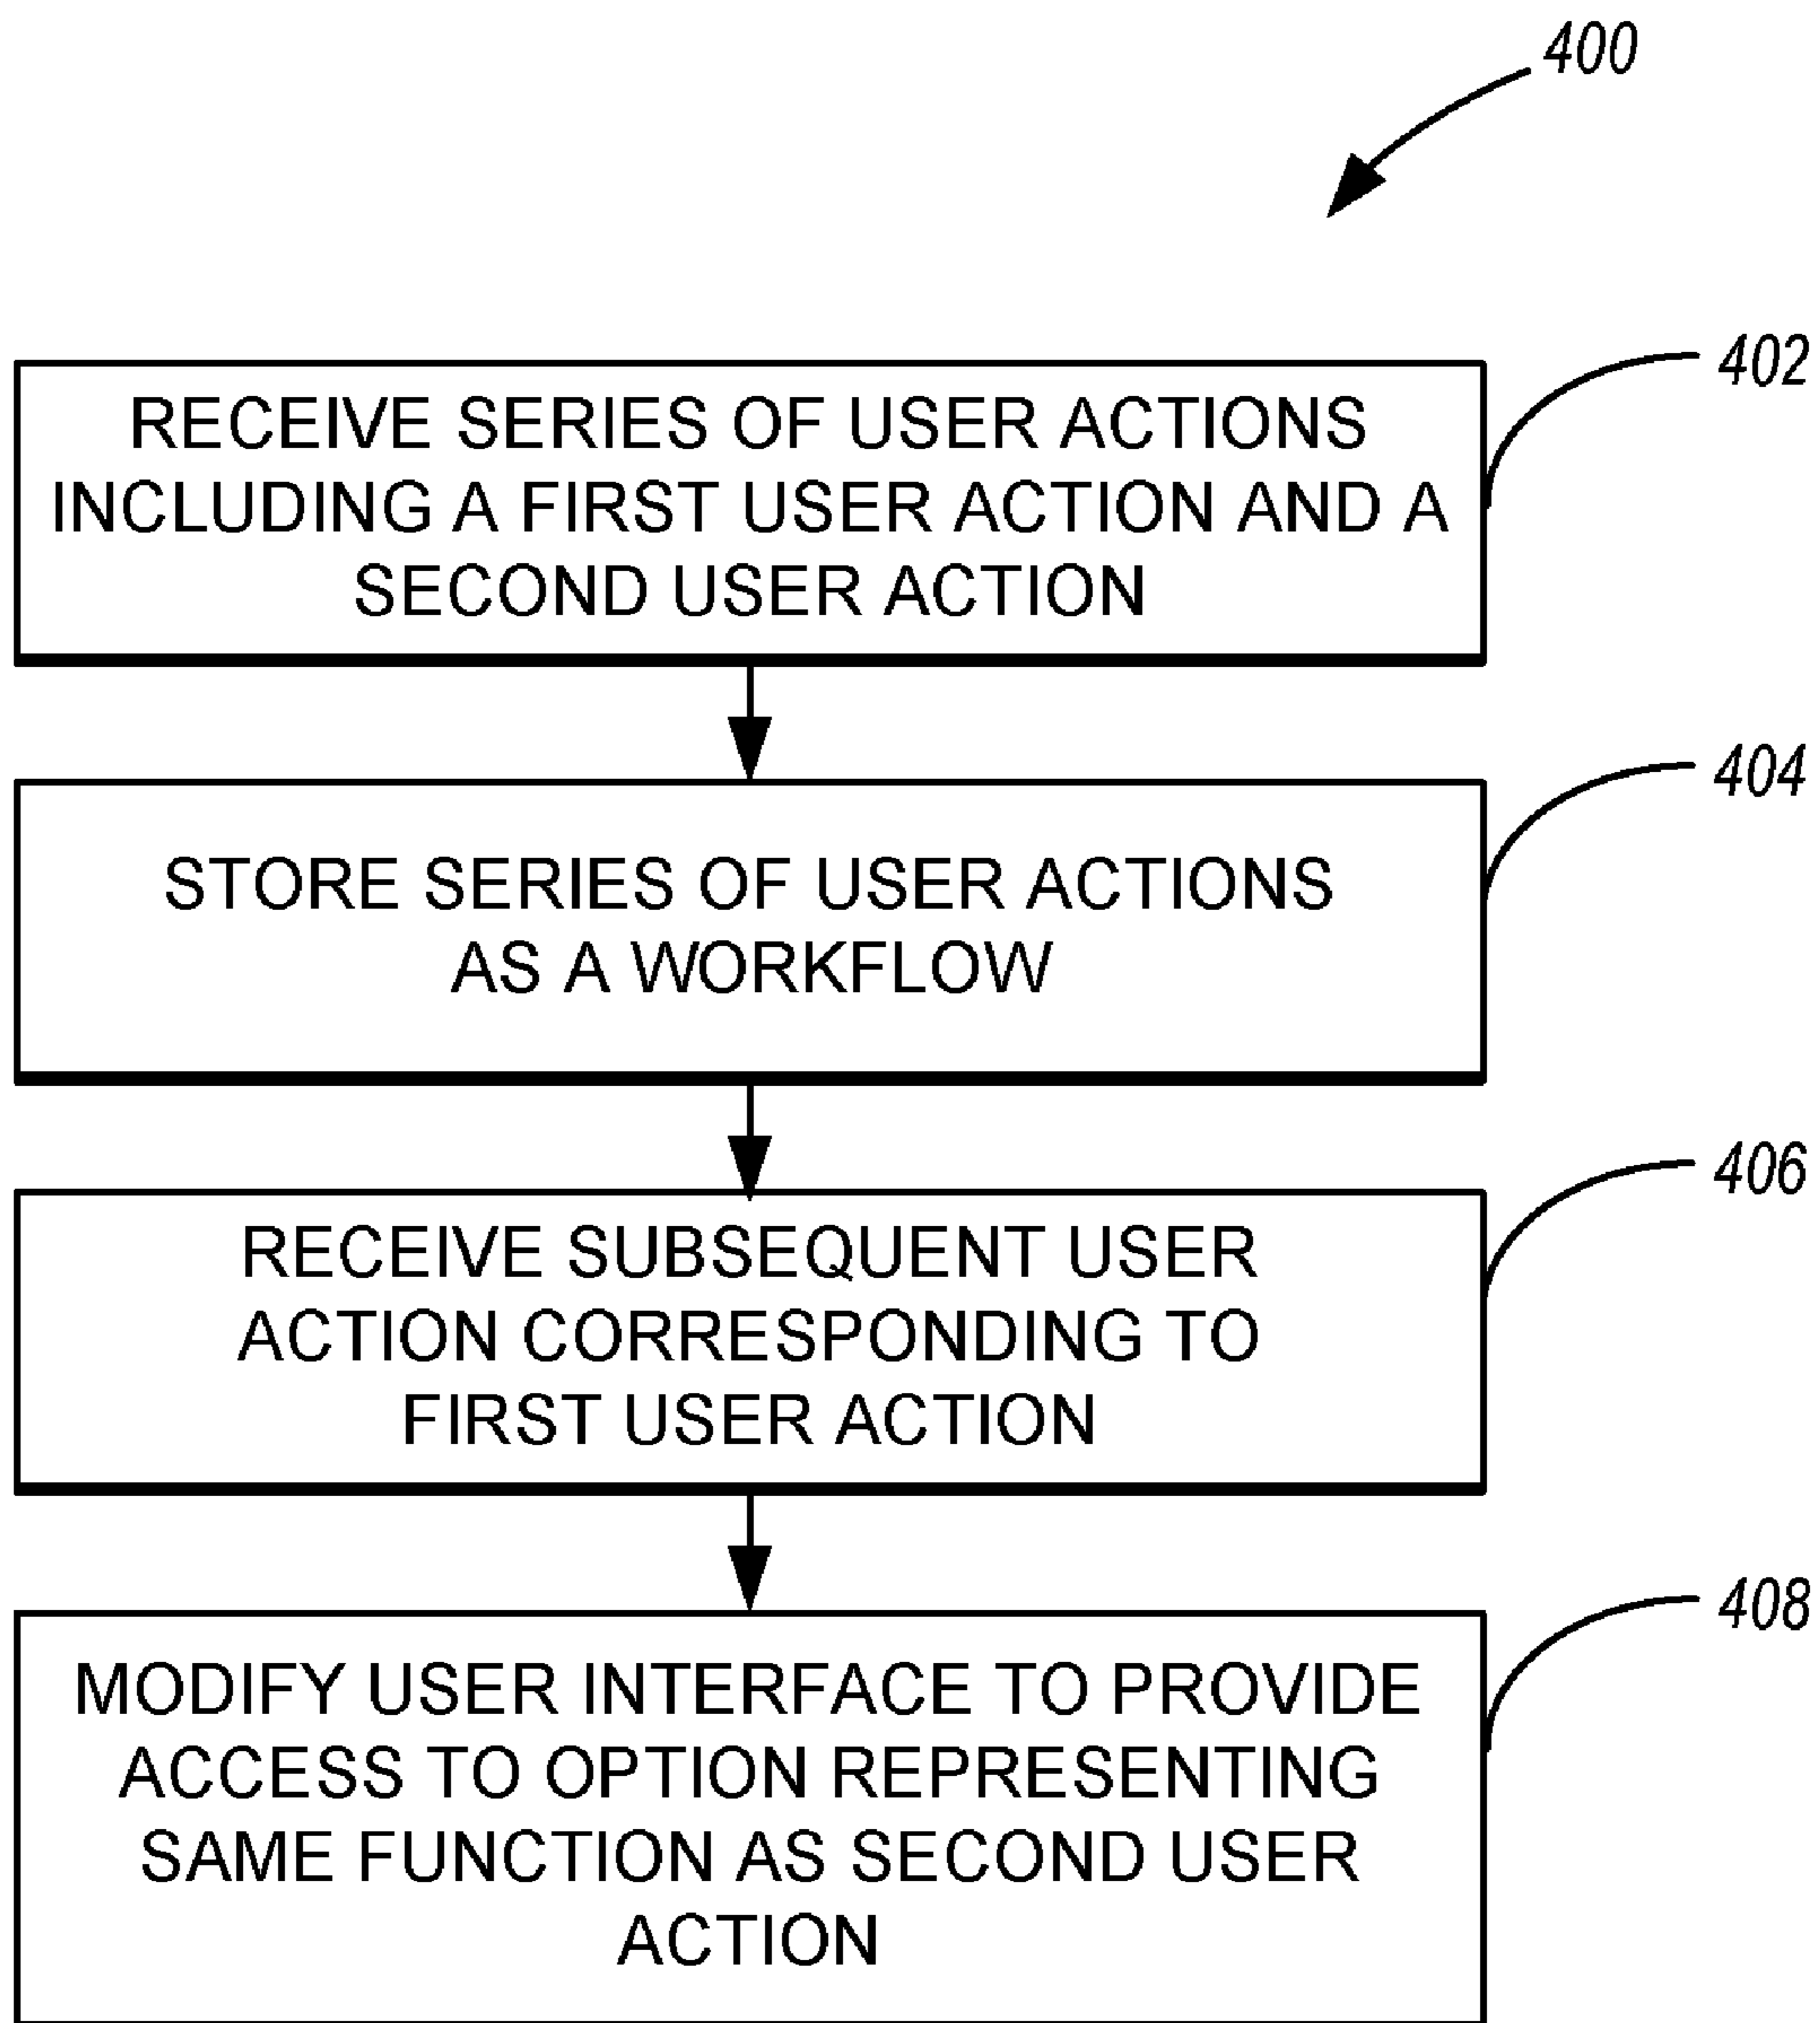 400
402
RECEIVE SERIES OF USER ACTIONS
INCLUDING A FIRST USER ACTION AND A
SECOND USER ACTION
404
STORE SERIES OF USER ACTIONS
AS A WORKFLOW
406
RECEIVE SUBSEQUENT USER
ACTION CORRESPONDING TO
FIRST USER ACTION
408
MODIFY USER INTERFACE TO PROVIDE
ACCESS TO OPTION REPRESENTING
SAME FUNCTION AS SECOND USER
ACTION